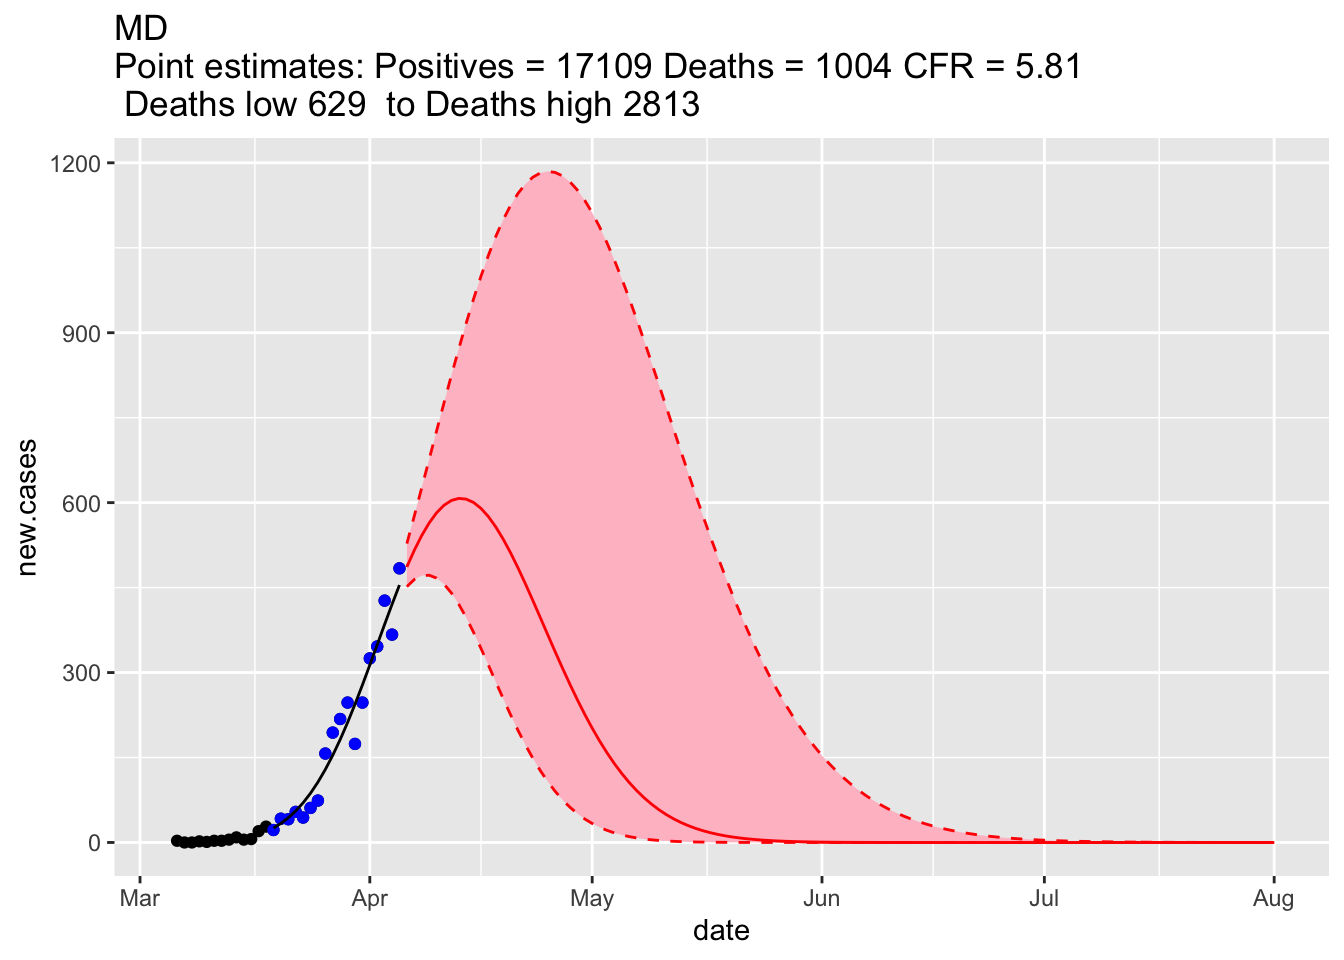 MD
Point estimates: Positives = 17109 Deaths = 1004 CFR = 5.81
Deaths low 629  to Deaths high 2813
1200
900
600
300
0
new.cases
Mar Apr May Jun Jul Aug
date